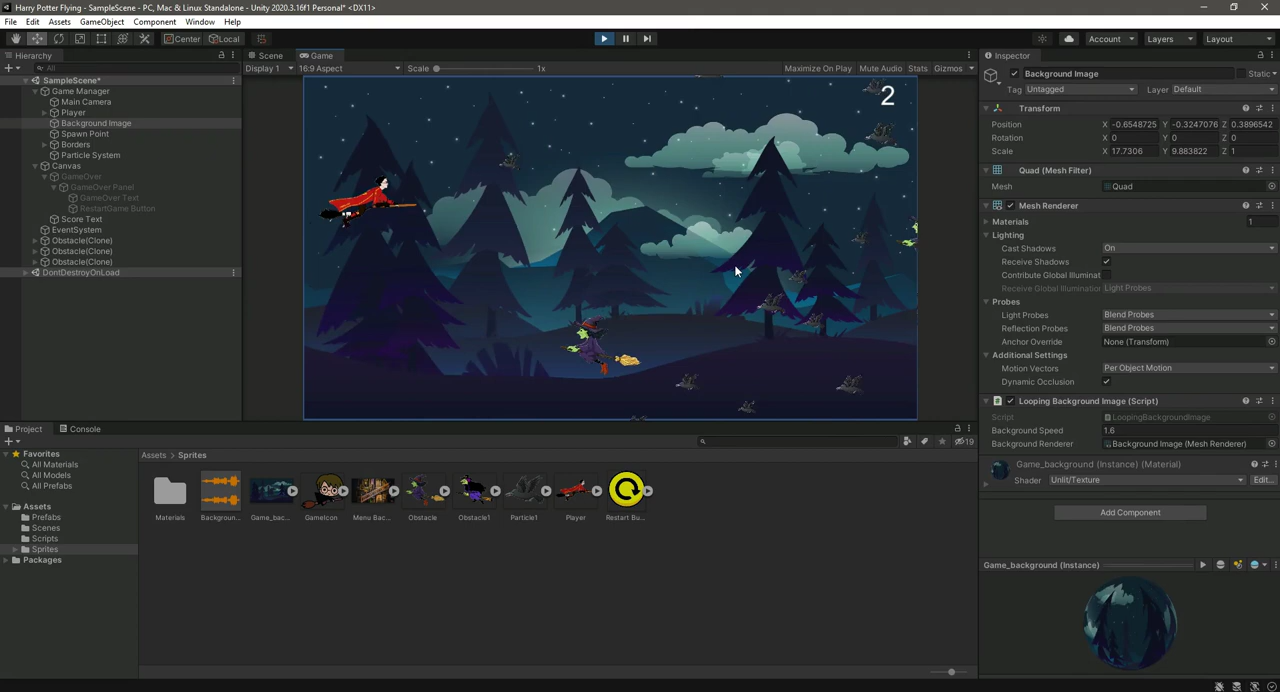 Harry Potter Flying - SampleScene - PC, Mac & Linux Standalone - Unity 2020.3.16f1 Personal* <DX11>
File Edit Assets GameObject Component Window Help
Center Local Account Layers Layout
Hierarchy
All
SampleScene*
Game Manager
Main Camera
Player
Background Image
Spawn Point
Borders
Particle System
Canvas
GameOver
GameOver Panel
GameOver Text
RestartGame Button
Score Text
EventSystem
Obstacle(Clone)
Obstacle(Clone)
Obstacle(Clone)
DontDestroyOnLoad
Scene Game
Display 1 16:9 Aspect Scale 1x Maximize On Play Mute Audio Stats Gizmos
2
Inspector
Background Image Static
Tag Untagged Layer Default
Transform
Position X -0.6548725 Y -0.3247076 Z 0.3896542
Rotation X 0 Y 0 Z 0
Scale X 17.7306 Y 9.883822 Z 1
Quad (Mesh Filter)
Mesh Quad
Mesh Renderer
Materials 1
Lighting
Cast Shadows On
Receive Shadows
Contribute Global Illuminat
Receive Global Illumination Light Probes
Probes
Light Probes Blend Probes
Reflection Probes Blend Probes
Anchor Override None (Transform)
Additional Settings
Motion Vectors Per Object Motion
Dynamic Occlusion
Looping Background Image (Script)
Script LoopingBackgroundImage
Background Speed 1.6
Background Renderer Background Image (Mesh Renderer)
Game_background (Instance) (Material)
Shader Unlit/Texture Edit...
Add Component
Game_background (Instance)
Project Console
19
Favorites
All Materials
All Models
All Prefabs
Assets
Prefabs
Scenes
Scripts
Sprites
Packages
Assets > Sprites
Materials Backgroun... Game_bac... GameIcon Menu Bac... Obstacle Obstacle1 Particle1 Player Restart Bu...